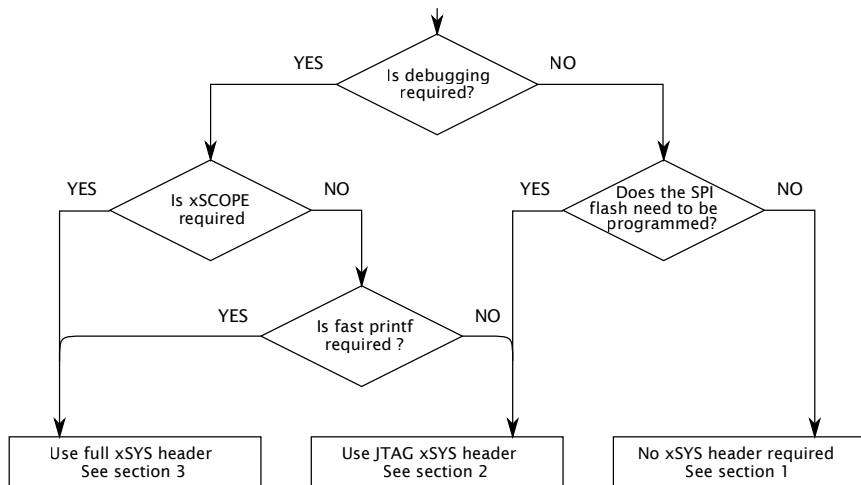 YES
Is debugging
required?
NO
YES
Is xSCOPE
required
NO
YES
Does the SPI
flash need to be
programmed?
NO
YES
Is fast printf
required ?
NO
Use full xSYS header
See section 3
Use JTAG xSYS header
See section 2
No xSYS header required
See section 1